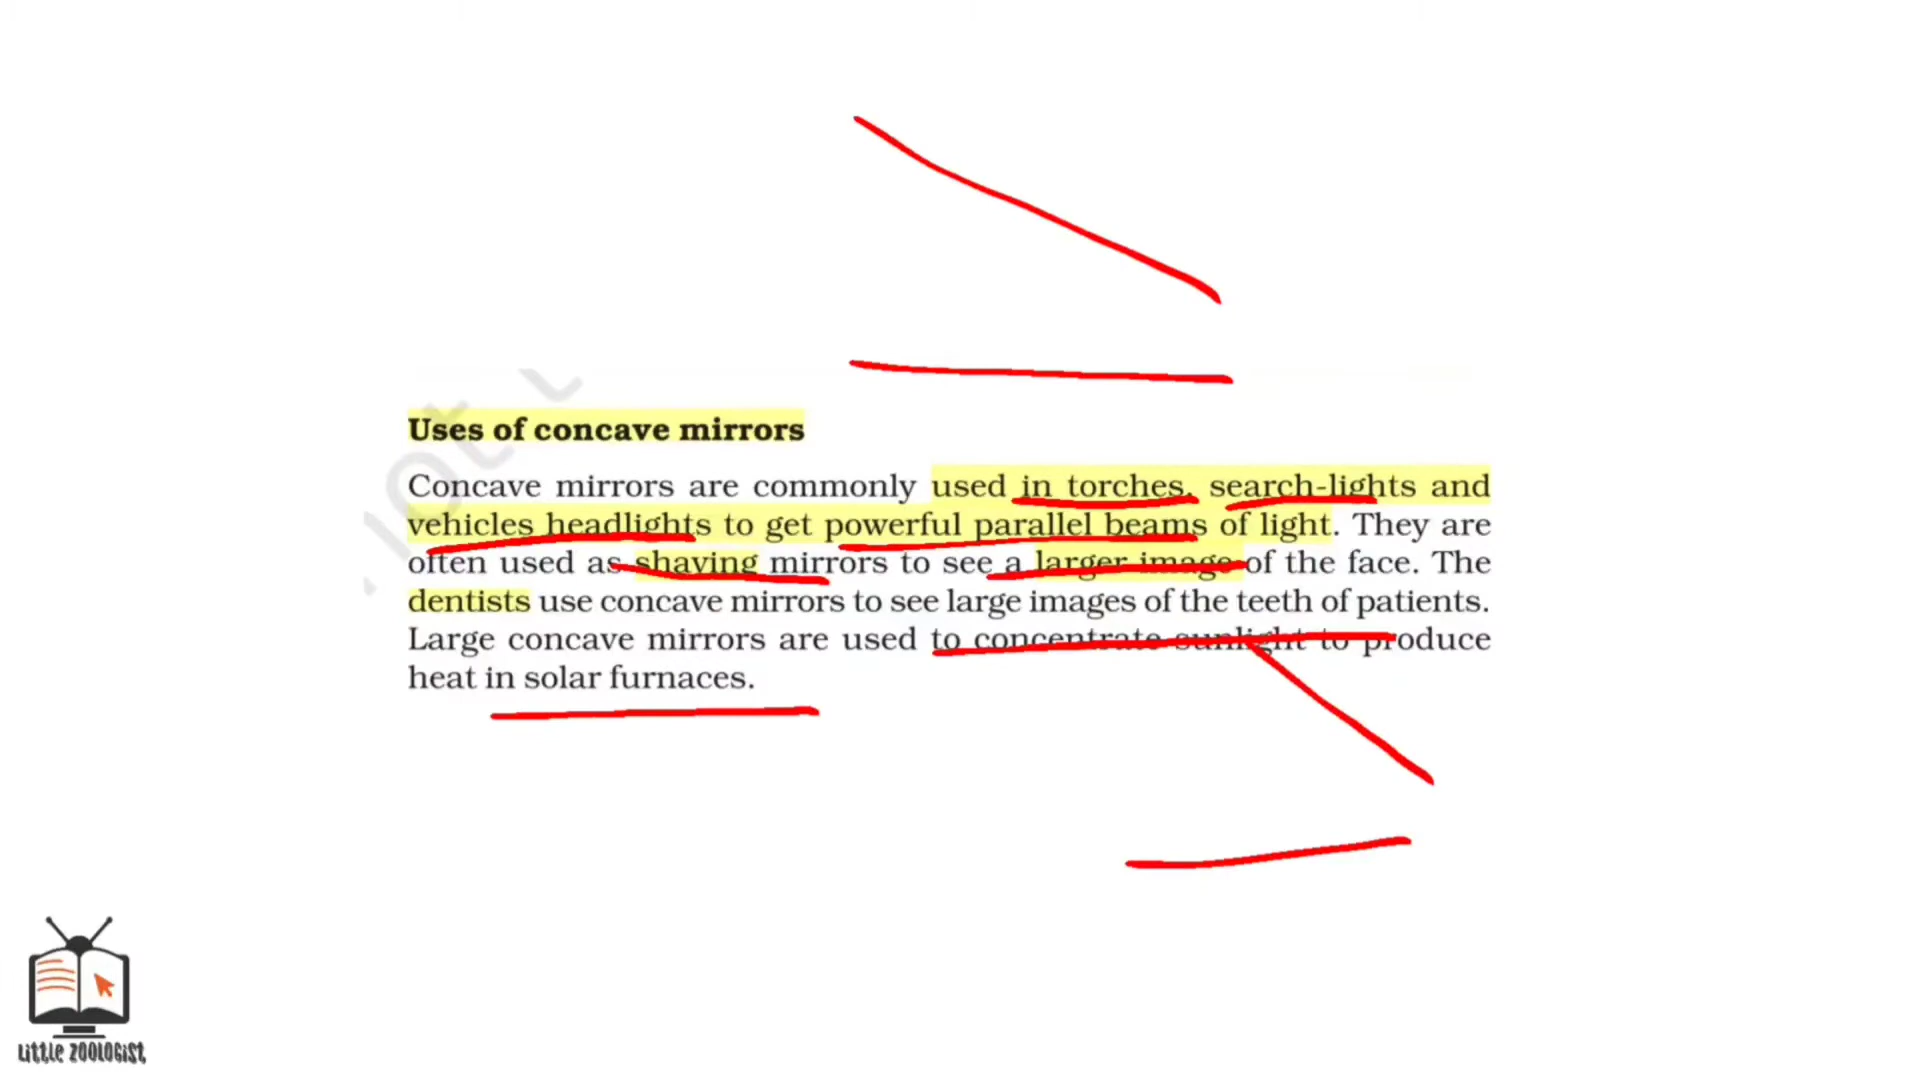 Uses of concave mirrors
Concave mirrors are commonly used in torches, search-lights and
vehicles headlights to get powerful parallel beams of light. They are
often used as shaving mirrors to see a larger image of the face. The
dentists use concave mirrors to see large images of the teeth of patients.
Large concave mirrors are used to concentrate sunlight to produce
heat in solar furnaces.
LITTLE ZOOLOGIST